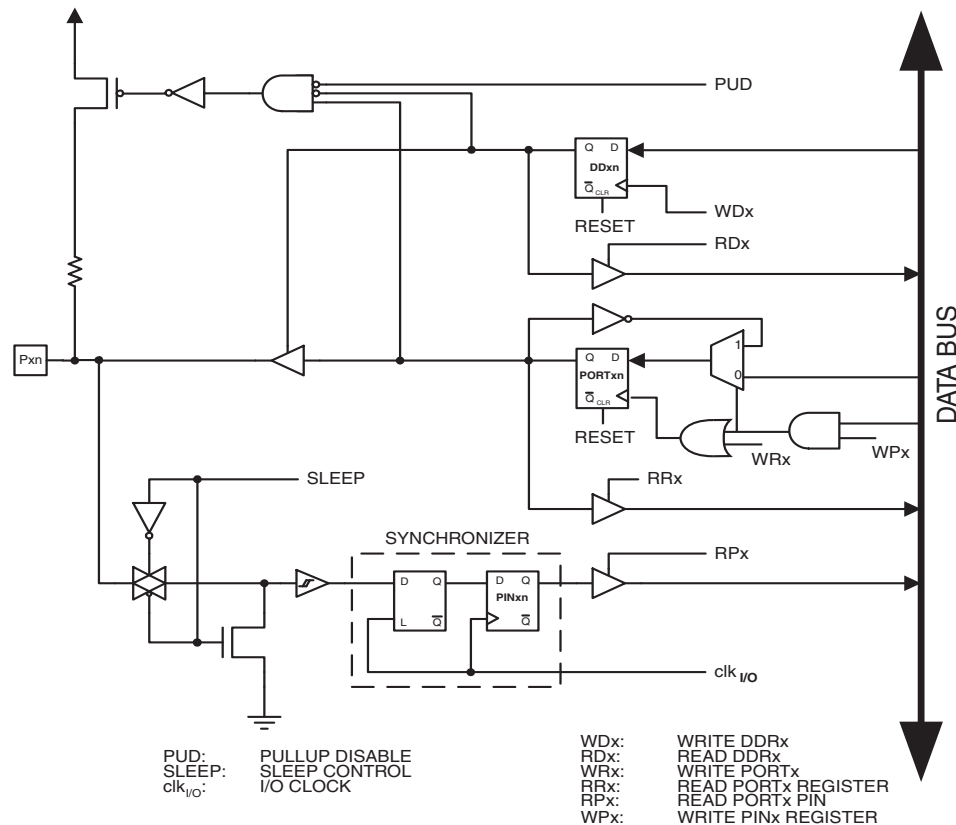 PUD
Q D
DDxn
Q CLR
WDx
RESET
RDx
Pxn
1
Q D
PORTxn
0
Q CLR
RESET
WRx
WPx
DATA BUS
SLEEP
RRx
SYNCHRONIZER
RPx
D Q
D Q
PINxn
L Q
Q
clk I/O
PUD: PULLUP DISABLE
SLEEP: SLEEP CONTROL
clkI/O: I/O CLOCK
WDx: WRITE DDRx
RDx: READ DDRx
WRx: WRITE PORTx
RRx: READ PORTx REGISTER
RPx: READ PORTx PIN
WPx: WRITE PINx REGISTER